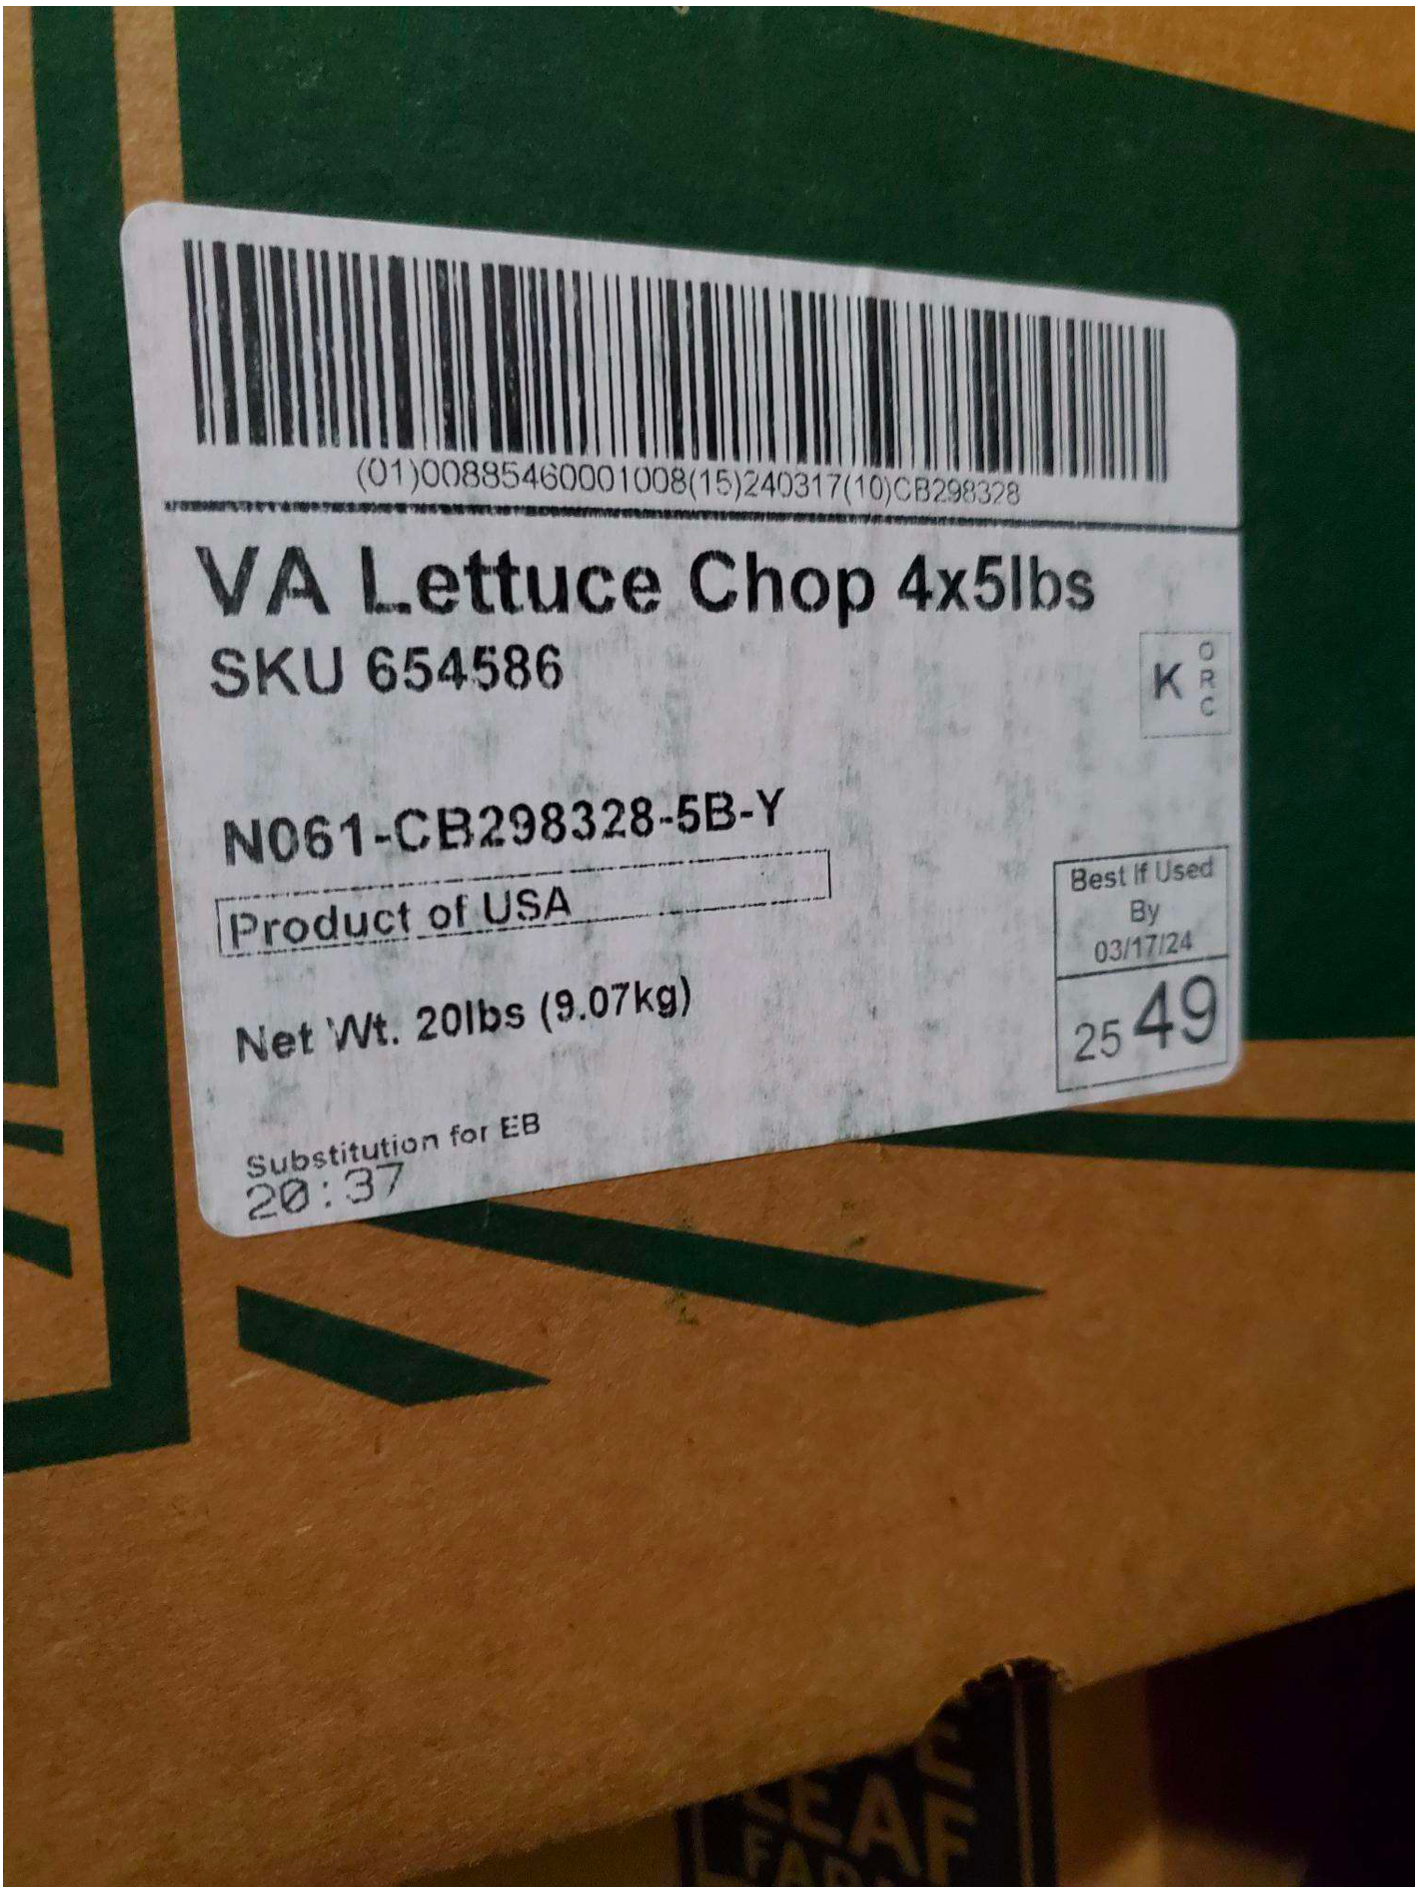 (01)00885460001008(15)240317(10)CB298328
VA Lettuce Chop 4x5lbs
SKU 654586
K ORC
N061-CB298328-5B-Y
Product of USA
Best If Used
By
03/17/24
25 49
Net Wt. 20lbs (9.07kg)
Substitution for EB
20:37
LEAF